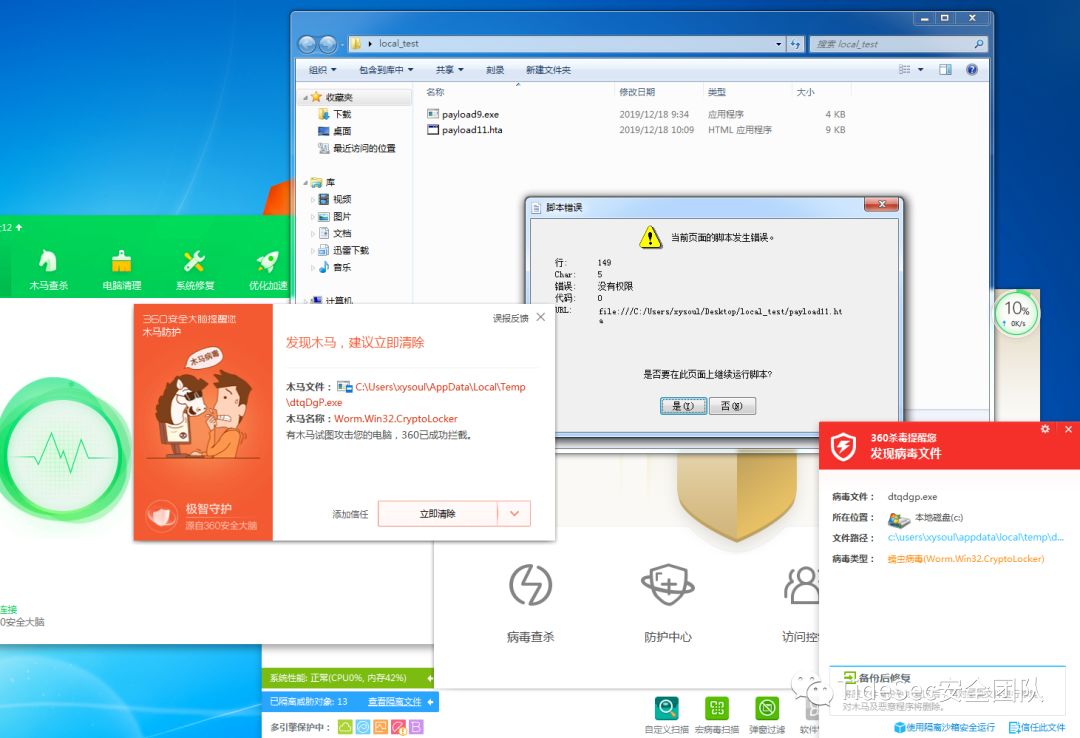 local_test
搜索 local_test
组织
包含到库中
共享
刻录
新建文件夹
收藏夹
下载
桌面
最近访问的位置
库
视频
图片
文档
迅雷下载
音乐
计算机
名称
修改日期
类型
大小
payload9.exe
2019/12/18 9:34
应用程序
4 KB
payload11.hta
2019/12/18 10:09
HTML 应用程序
9 KB
脚本错误
当前页面的脚本发生错误。
行: 149
Char: 5
错误: 没有权限
代码: 0
URL: file:///C:/Users/xysoul/Desktop/local_test/payload11.ht
a
是否要在此页面上继续运行脚本?
是(Y)
否(N)
:12
木马查杀
电脑清理
系统修复
优化加速
360安全大脑提醒您
木马防护
木马病毒
极智守护
源自360安全大脑
误报反馈
发现木马，建议立即清除
木马文件： C:\Users\xysoul\AppData\Local\Temp
\dtqDgP.exe
木马名称：Worm.Win32.CryptoLocker
有木马试图攻击您的电脑，360已成功拦截。
添加信任
立即清除
10%
0K/s
连接
0安全大脑
病毒查杀
防护中心
访问控
360杀毒提醒您
发现病毒文件
病毒文件： dtqdgp.exe
所在位置： 本地磁盘(c:)
文件路径： c:\users\xysoul\appdata\local\temp\d...
病毒类型： 蠕虫病毒(Worm.Win32.CryptoLocker)
备份后修复
对木马及恶意程序将删除。
Tidesec安全团队
使用隔离沙箱安全运行
信任此文件
系统性能: 正常(CPU0%, 内存42%)
已隔离威胁对象: 13
查看隔离文件
多引擎保护中：
自定义扫描
宏病毒扫描
弹窗过滤
软件